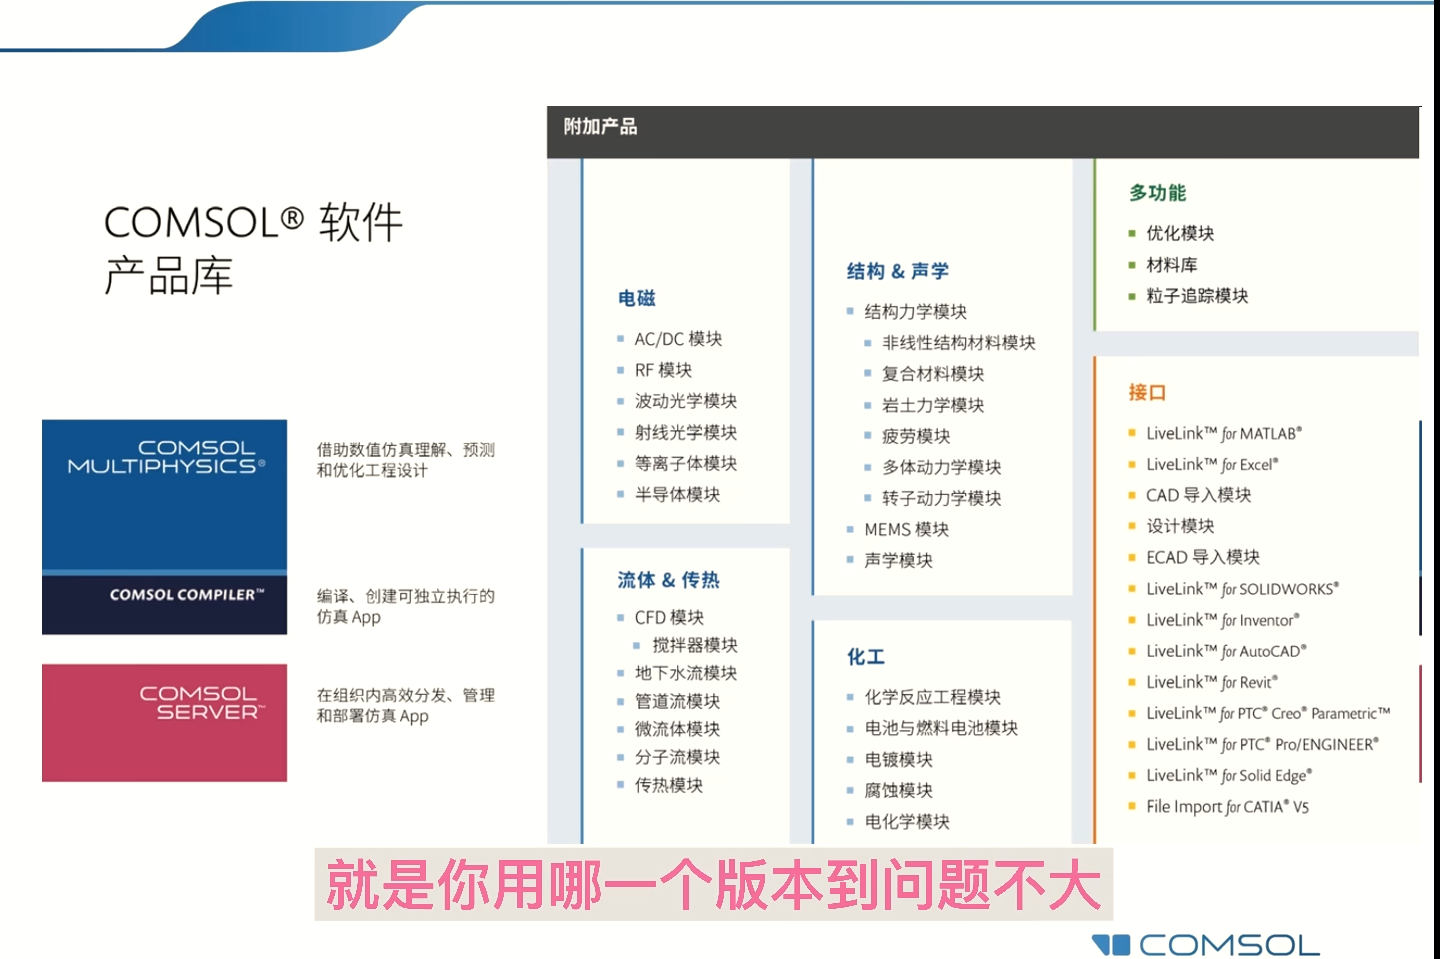 COMSOL® 软件
产品库
COMSOL
MULTIPHYSICS®
借助数值仿真理解、预测
和优化工程设计
COMSOL COMPILER™
编译、创建可独立执行的
仿真 App
COMSOL
SERVER™
在组织内高效分发、管理
和部署仿真 App
附加产品
电磁
AC/DC 模块
RF 模块
波动光学模块
射线光学模块
等离子体模块
半导体模块
流体 & 传热
CFD 模块
搅拌器模块
地下水流模块
管道流模块
微流体模块
分子流模块
传热模块
结构 & 声学
结构力学模块
非线性结构材料模块
复合材料模块
岩土力学模块
疲劳模块
多体动力学模块
转子动力学模块
MEMS 模块
声学模块
化工
化学反应工程模块
电池与燃料电池模块
电镀模块
腐蚀模块
电化学模块
多功能
优化模块
材料库
粒子追踪模块
接口
LiveLink™ for MATLAB®
LiveLink™ for Excel®
CAD 导入模块
设计模块
ECAD 导入模块
LiveLink™ for SOLIDWORKS®
LiveLink™ for Inventor®
LiveLink™ for AutoCAD®
LiveLink™ for Revit®
LiveLink™ for PTC® Creo® Parametric™
LiveLink™ for PTC® Pro/ENGINEER®
LiveLink™ for Solid Edge®
File Import for CATIA® V5
就是你用哪一个版本到问题不大
COMSOL